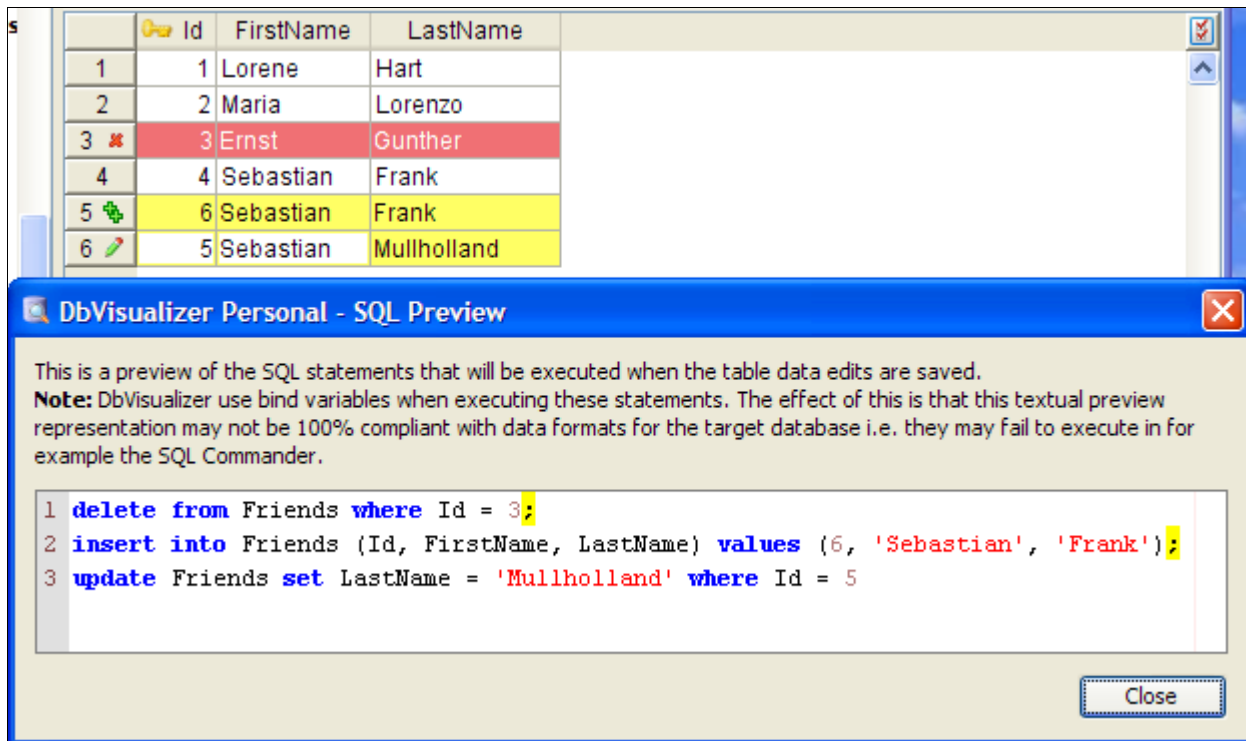 s
Id FirstName LastName
1 1 Lorene Hart
2 2 Maria Lorenzo
3 3 Ernst Gunther
4 4 Sebastian Frank
5 6 Sebastian Frank
6 5 Sebastian Mullholland
DbVisualizer Personal - SQL Preview
This is a preview of the SQL statements that will be executed when the table data edits are saved.
Note: DbVisualizer use bind variables when executing these statements. The effect of this is that this textual preview
representation may not be 100% compliant with data formats for the target database i.e. they may fail to execute in for
example the SQL Commander.
1 delete from Friends where Id = 3;
2 insert into Friends (Id, FirstName, LastName) values (6, 'Sebastian', 'Frank');
3 update Friends set LastName = 'Mullholland' where Id = 5
Close